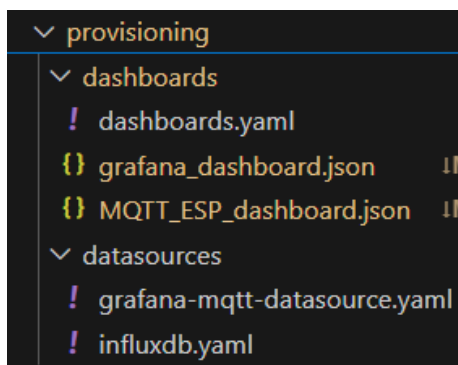 provisioning
dashboards
! dashboards.yaml
{} grafana_dashboard.json
{} MQTT_ESP_dashboard.json
datasources
! grafana-mqtt-datasource.yaml
! influxdb.yaml